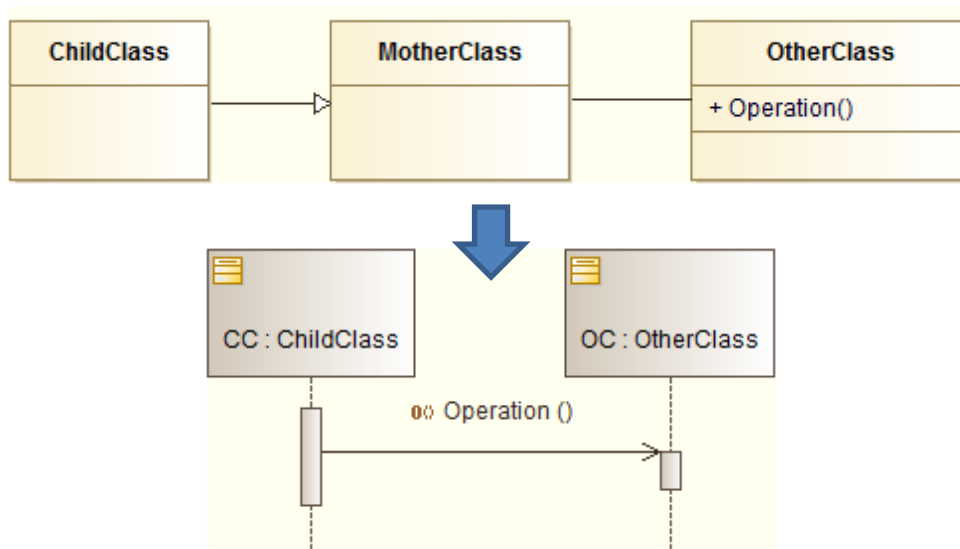 ChildClass
MotherClass
OtherClass
+ Operation()
CC : ChildClass
OC : OtherClass
Operation ()